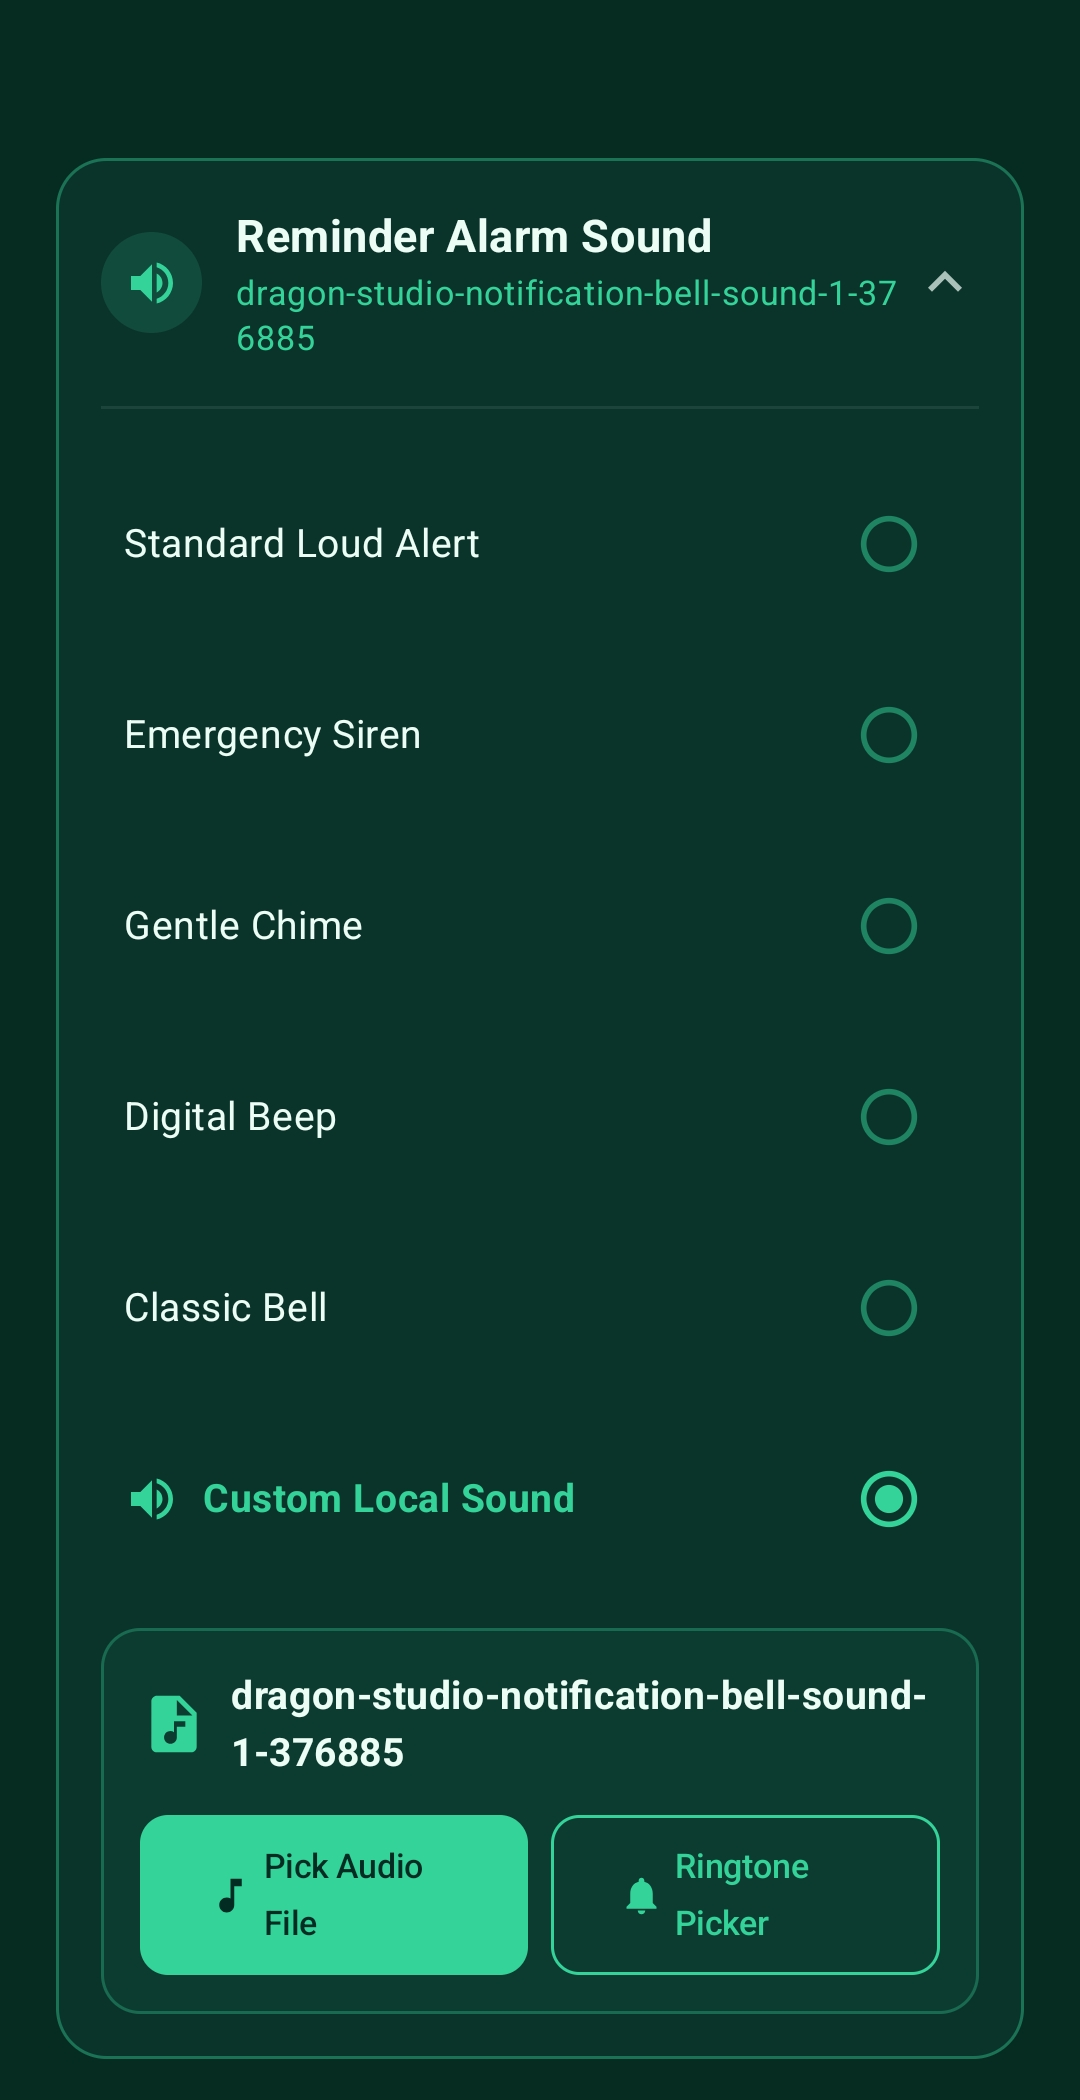 Reminder Alarm Sound
dragon-studio-notification-bell-sound-1-37
6885
Standard Loud Alert
Emergency Siren
Gentle Chime
Digital Beep
Classic Bell
Custom Local Sound
dragon-studio-notification-bell-sound-
1-376885
Pick Audio
File
Ringtone
Picker